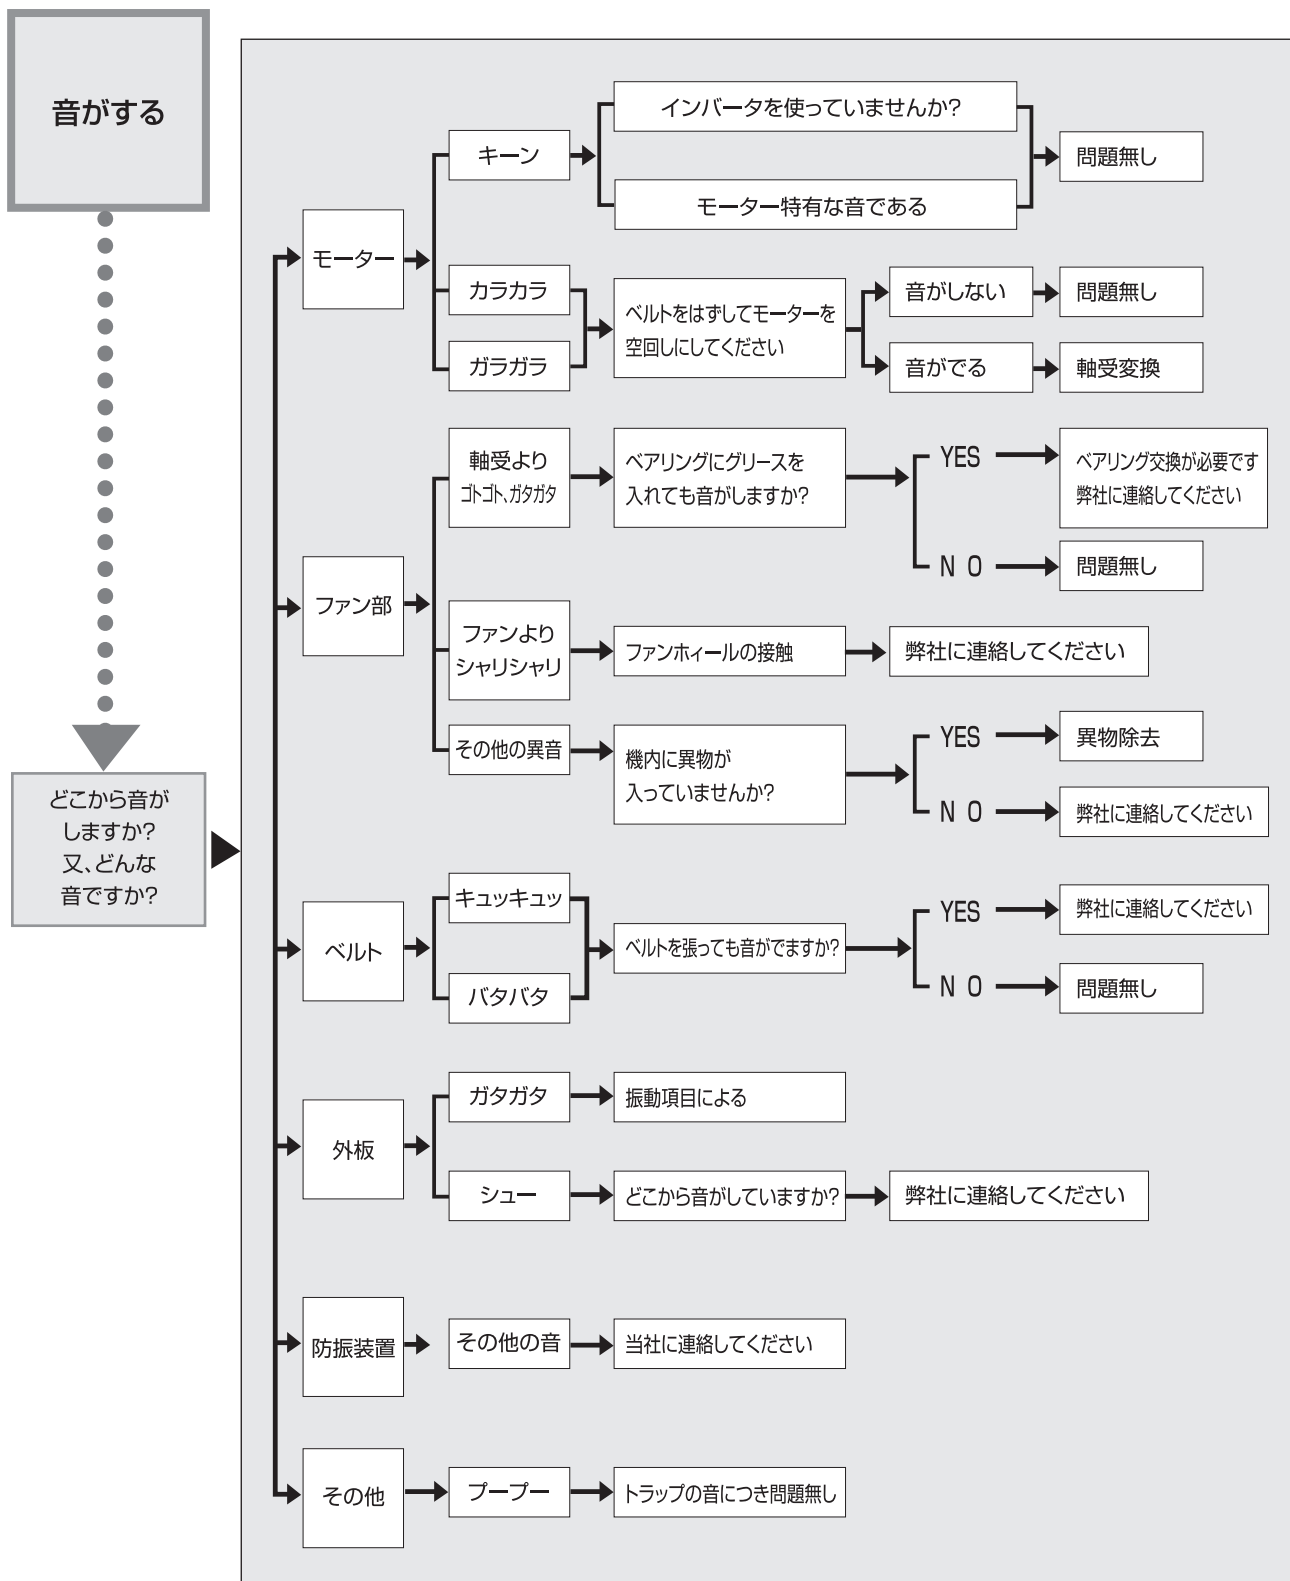 音がする
どこから音が
しますか?
又、どんな
音ですか?
モーター
キーン
インバータを使っていませんか?
モーター特有な音である
問題無し
カラカラ
ガラガラ
ベルトをはずしてモーターを
空回しにしてください
音がしない
問題無し
音がでる
軸受変換
ファン部
軸受より
ゴトゴト、ガタガタ
ベアリングにグリースを
入れても音がしますか?
YES
ベアリング交換が必要です
弊社に連絡してください
N O
問題無し
ファンより
シャリシャリ
ファンホィールの接触
弊社に連絡してください
その他の異音
機内に異物が
入っていませんか?
YES
異物除去
N O
弊社に連絡してください
ベルト
キュッキュッ
バタバタ
ベルトを張っても音がでますか?
YES
弊社に連絡してください
N O
問題無し
外板
ガタガタ
振動項目による
シュー
どこから音がしていますか?
弊社に連絡してください
防振装置
その他の音
当社に連絡してください
その他
プープー
トラップの音につき問題無し